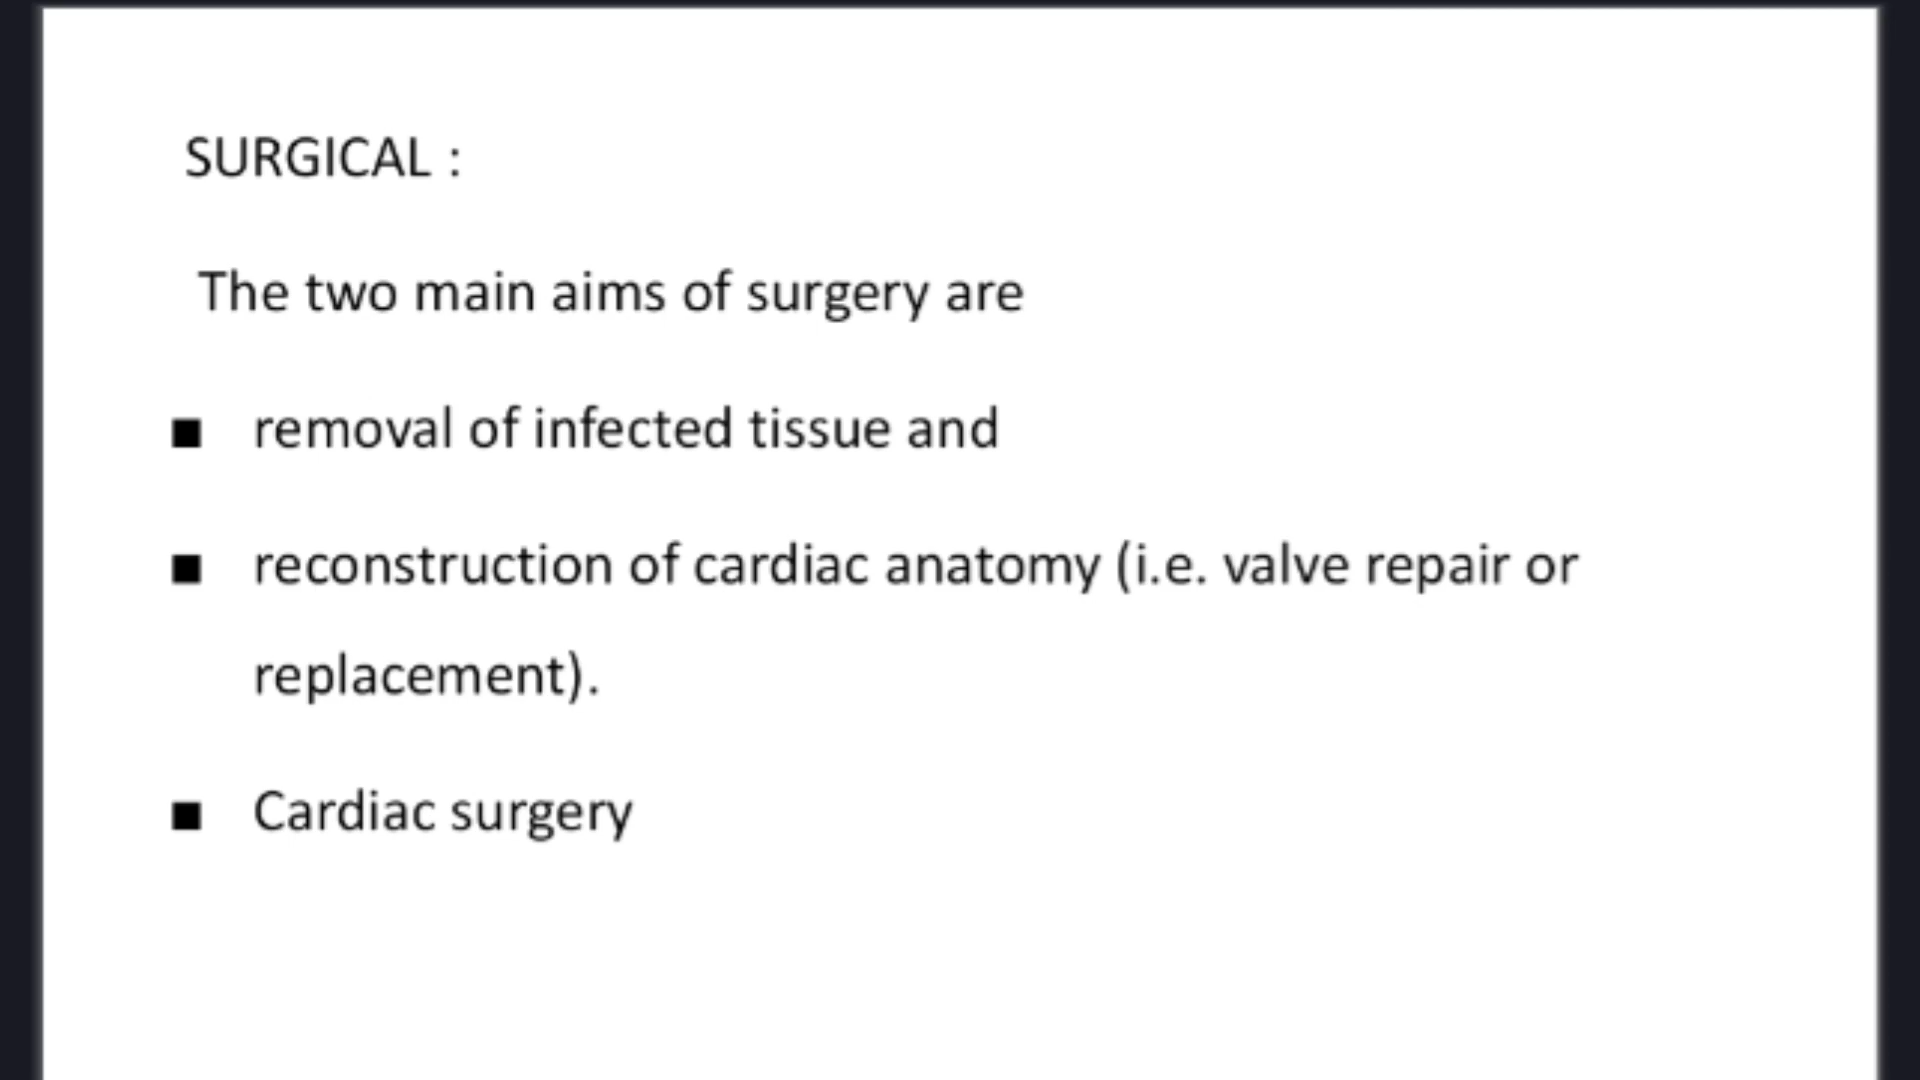 SURGICAL :
The two main aims of surgery are
■ removal of infected tissue and
■ reconstruction of cardiac anatomy (i.e. valve repair or
replacement).
■ Cardiac surgery